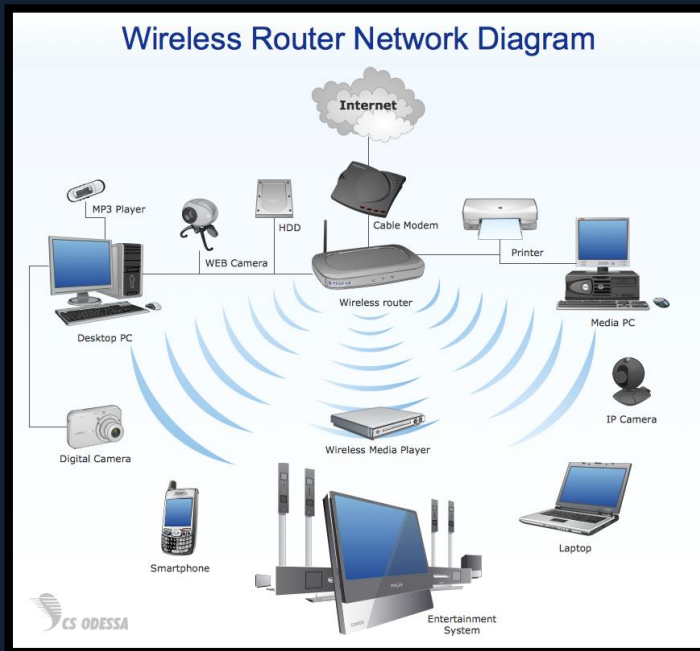 Wireless Router Network Diagram
Internet
MP3 Player
HDD
Cable Modem
WEB Camera
Printer
Wireless router
Desktop PC
Media PC
IP Camera
Wireless Media Player
Digital Camera
Laptop
Smartphone
Entertainment
System
CS ODESSA